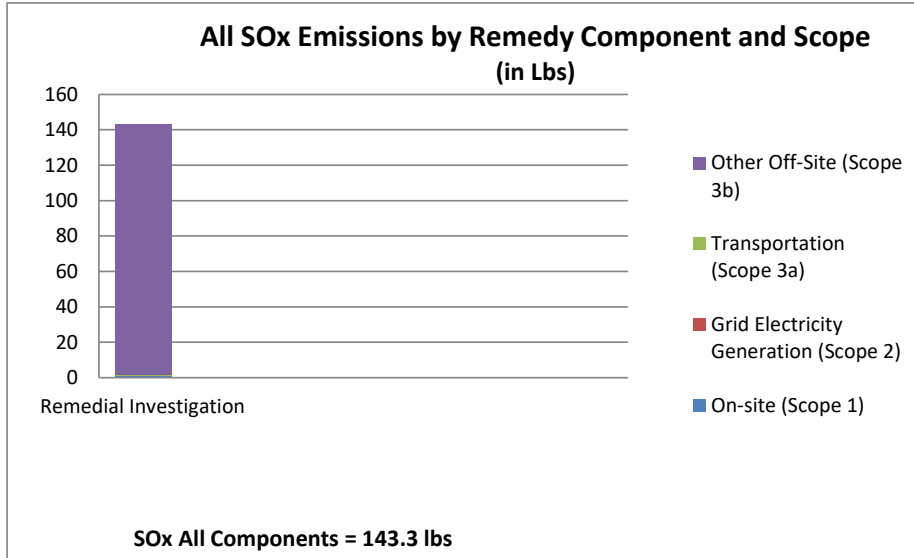 All SOx Emissions by Remedy Component and Scope
(in Lbs)
160
140
120
100
80
60
40
20
0
Remedial Investigation
Other Off-Site (Scope
3b)
Transportation
(Scope 3a)
Grid Electricity
Generation (Scope 2)
On-site (Scope 1)
SOx All Components = 143.3 lbs